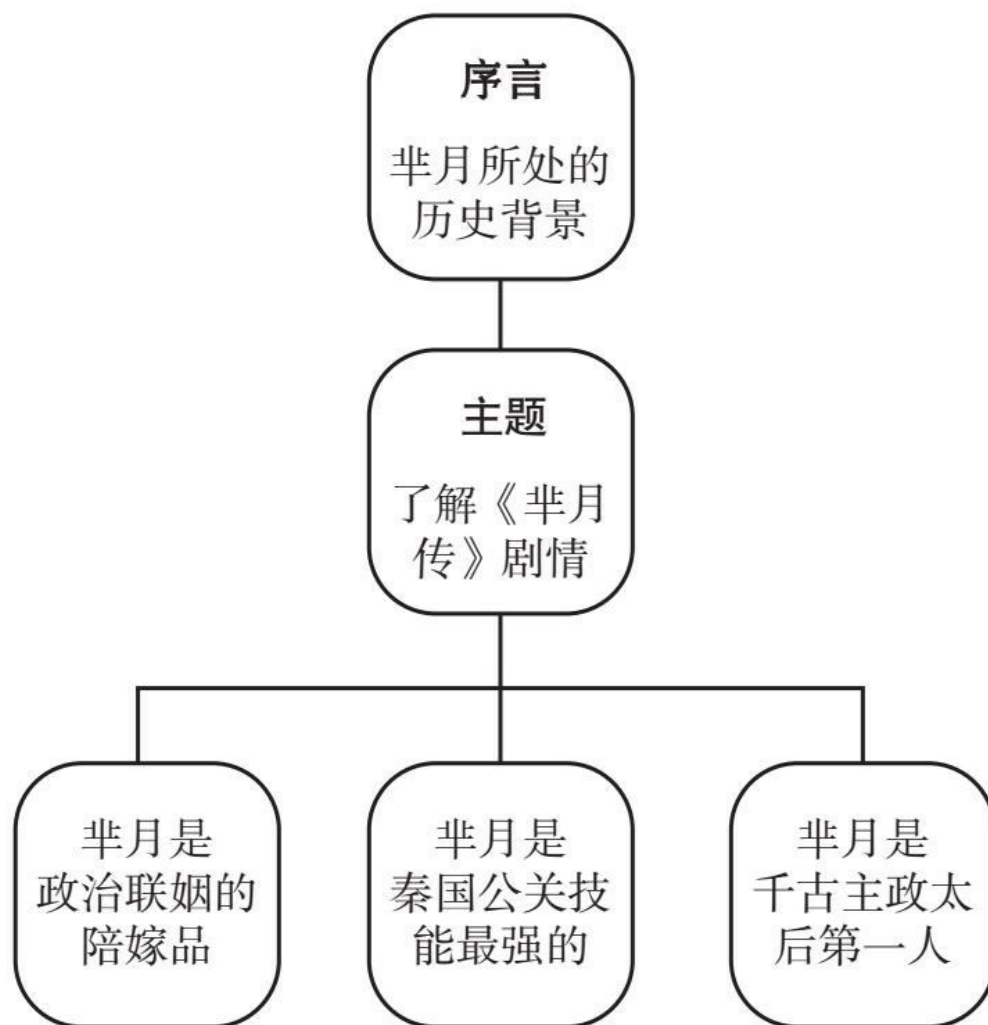 序言
芈月所处的
历史背景
主题
了解《芈月
传》剧情
芈月是
政治联姻的
陪嫁品
芈月是
秦国公关技
能最强的
芈月是
千古主政太
后第一人